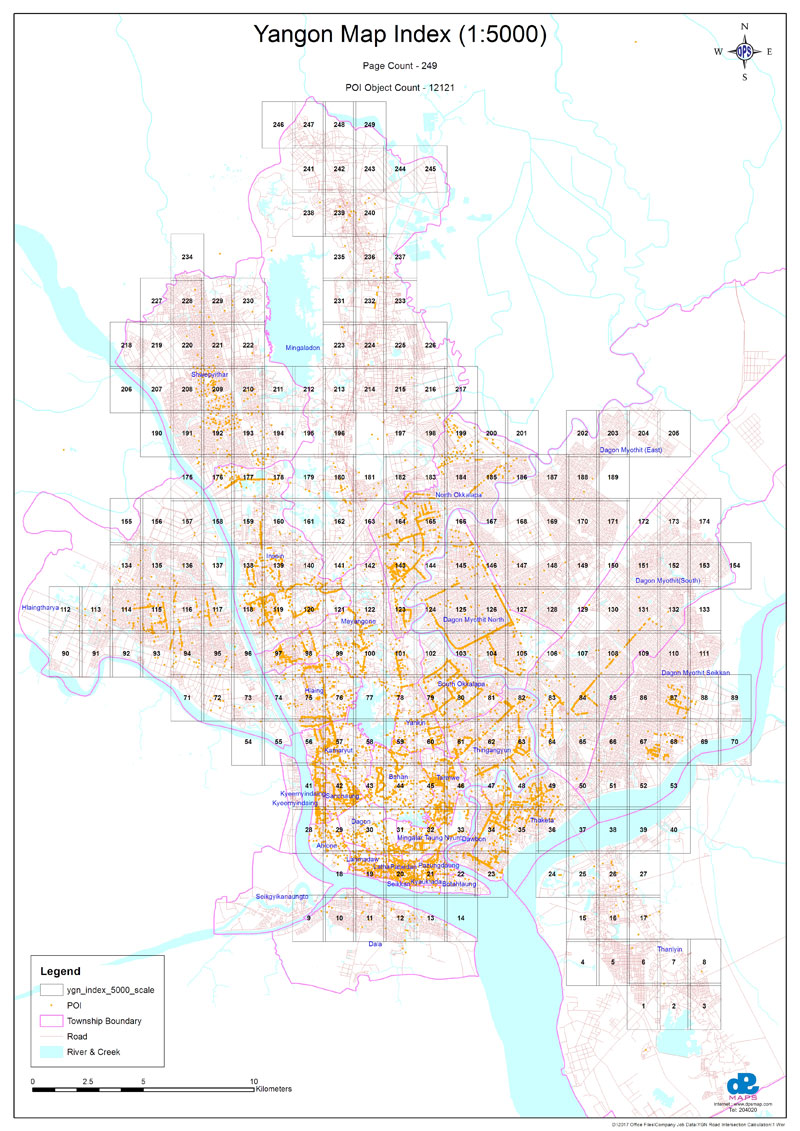 Yangon Map Index (1:5000)
Page Count - 249
POI Object Count - 12121
N
W DPS E
S
246 247 248 249
241 242 243 244 245
238 239 240
234 235 236 237
227 228 229 230 231 232 233
218 219 220 221 222 223 224 225 226
Mingaladon
Shwepyithar
206 207 208 209 210 211 212 213 214 215 216 217
190 191 192 193 194 195 196 197 198 199 200 201 202 203 204 205
Dagon Myothit (East)
175 176 177 178 179 180 181 182 183 184 185 186 187 188 189
North Okkalapa
155 156 157 158 159 160 161 162 163 164 165 166 167 168 169 170 171 172 173 174
Insein
134 135 136 137 138 139 140 141 142 143 144 145 146 147 148 149 150 151 152 153 154
Dagon Myothit(South)
Hlaingtharya
112 113 114 115 116 117 118 119 120 121 122 123 124 125 126 127 128 129 130 131 132 133
Mayangone
Dagon Myothit North
90 91 92 93 94 95 96 97 98 99 100 101 102 103 104 105 106 107 108 109 110 111
Dagon Myothit Seikkan
South Okkalapa
Hlaing
71 72 73 74 75 76 77 78 79 80 81 82 83 84 85 86 87 88 89
Yankin
54 55 56 57 58 59 60 61 62 63 64 65 66 67 68 69 70
Kamaryut
Thingangyun
Bahan
Tarmwe
41 42 43 44 45 46 47 48 49 50 51 52 53
Kyeemyindaing
Sanchaung
Kyeemyindaing
Dagon
Thaketa
28 29 30 31 32 33 34 35 36 37 38 39 40
Mingalar Taung Nyunt
Dawbon
Ahlone
Lanmadaw
Latha
Pabedan
Pazungdaung
18 19 20 21 22 23 24 25 26 27
Seikkan
Kyauktada
Botahtaung
Seisgyikanaungto
9 10 11 12 13 14 15 16 17
Dala
Thanlyin
4 5 6 7 8
1 2 3
Legend
ygn_index_5000_scale
POI
Township Boundary
Road
River & Creek
0 2.5 5 10
Kilometers
MAPS
Internet : www.dpsmap.com
Tel: 204020